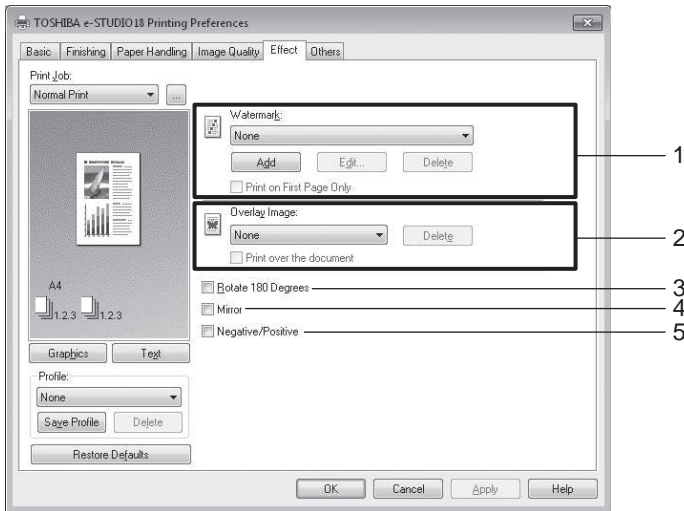 TOSHIBA e-STUDIO18 Printing Preferences
Basic Finishing Paper Handling Image Quality Effect Others
Print Job:
Normal Print ...
Watermark:
None
Add Edit... Delete
Print on First Page Only
1
Overlay Image:
None Delete
Print over the document
2
A4
1.2.3 1.2.3
Rotate 180 Degrees 3
Mirror 4
Negative/Positive 5
Graphics Text
Profile:
None
Save Profile Delete
Restore Defaults
OK Cancel Apply Help